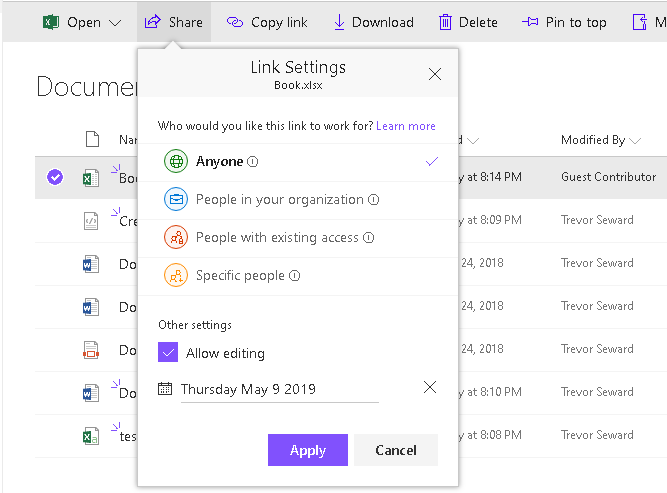 Open Share Copy link Download Delete Pin to top M
Link Settings
Book.xlsx
Documen
Who would you like this link to work for? Learn more
Na d Modified By
Anyone
Boo y at 8:14 PM Guest Contributor
People in your organization
Cre y at 8:09 PM Trevor Seward
People with existing access
Do 24, 2018 Trevor Seward
Specific people
Do 24, 2018 Trevor Seward
Other settings
Allow editing
Do 24, 2018 Trevor Seward
Thursday May 9 2019
Do y at 8:10 PM Trevor Seward
tes y at 8:08 PM Trevor Seward
Apply Cancel